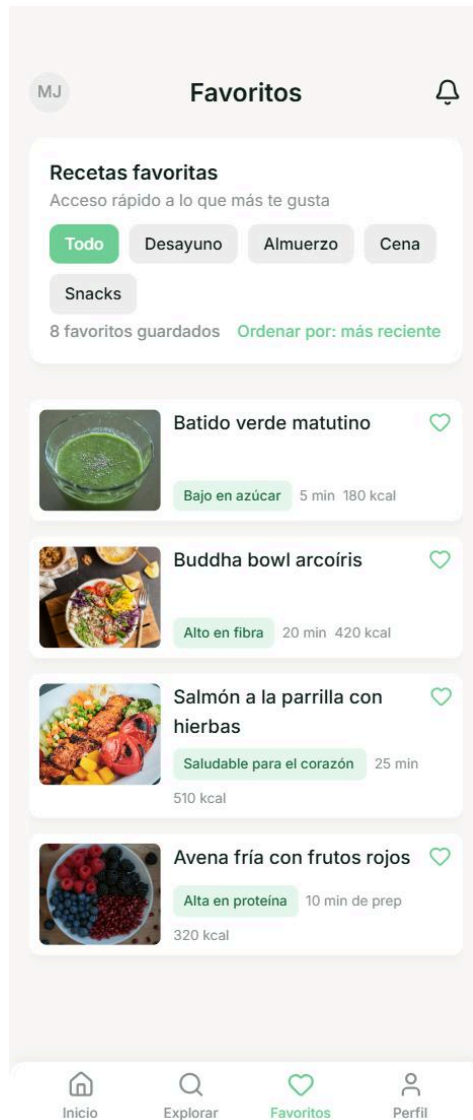 MJ
Favoritos
Recetas favoritas
Acceso rápido a lo que más te gusta
Todo
Desayuno
Almuerzo
Cena
Snacks
8 favoritos guardados
Ordenar por: más reciente
Batido verde matutino
Bajo en azúcar
5 min
180 kcal
Buddha bowl arcoíris
Alto en fibra
20 min
420 kcal
Salmón a la parrilla con
hierbas
Saludable para el corazón
25 min
510 kcal
Avena fría con frutos rojos
Alta en proteína
10 min de prep
320 kcal
Inicio
Explorar
Favoritos
Perfil